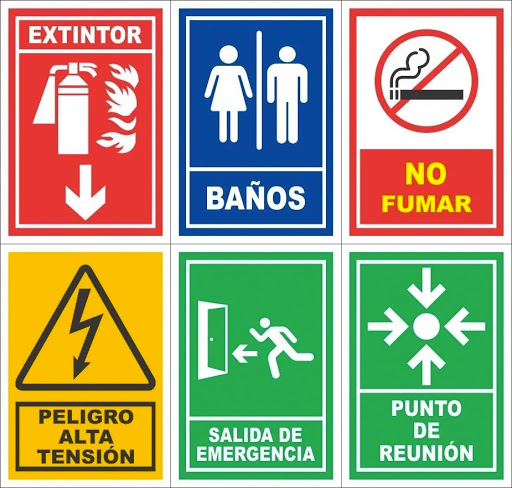 EXTINTOR
BAÑOS
NO
FUMAR
PELIGRO
ALTA
TENSIÓN
SALIDA DE
EMERGENCIA
PUNTO
DE
REUNIÓN